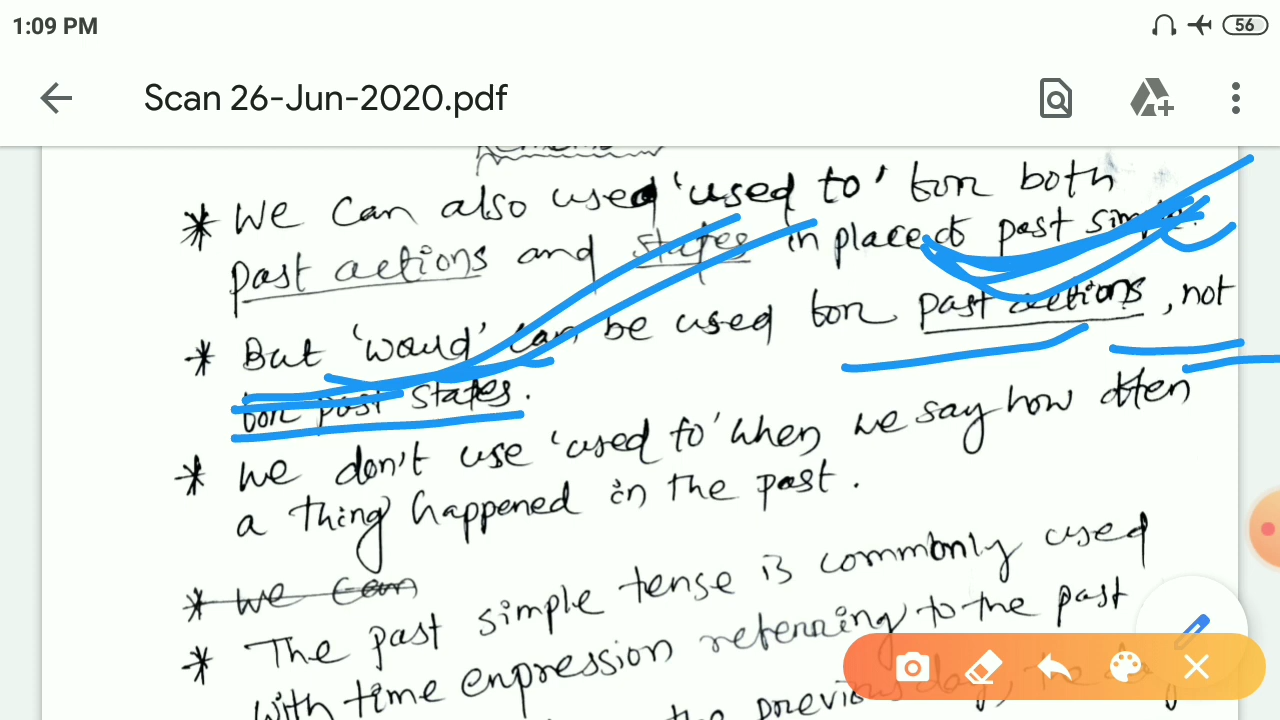 1:09 PM
56
Scan 26-Jun-2020.pdf
* We can also used 'used to' for both
past actions and states in place of past simple.
* But 'would' can be used for past actions, not
for past states.
* we don't use 'used to' when we say how often
a thing happened in the past.
* we can
* The past simple tense is commonly used
with time expression referring to the past
the previous day,